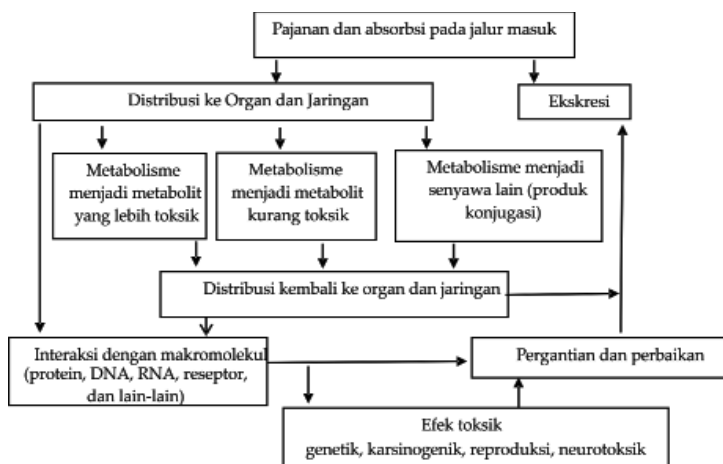 Pajanan dan absorbsi pada jalur masuk
Distribusi ke Organ dan Jaringan
Ekskresi
Metabolisme
menjadi metabolit
yang lebih toksik
Metabolisme
menjadi metabolit
kurang toksik
Metabolisme menjadi
senyawa lain (produk
konjugasi)
Distribusi kembali ke organ dan jaringan
Interaksi dengan makromolekul
(protein, DNA, RNA, reseptor,
dan lain-lain)
Pergantian dan perbaikan
Efek toksik
genetik, karsinogenik, reproduksi, neurotoksik